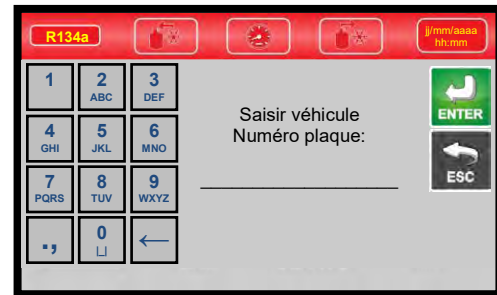 R134a
jj/mm/aaaa
hh:mm
1
2
ABC
3
DEF
4
GHI
5
JKL
6
MNO
7
PQRS
8
TUV
9
WXYZ
.,
0
⌴
←
Saisir véhicule
Numéro plaque:
ENTER
ESC